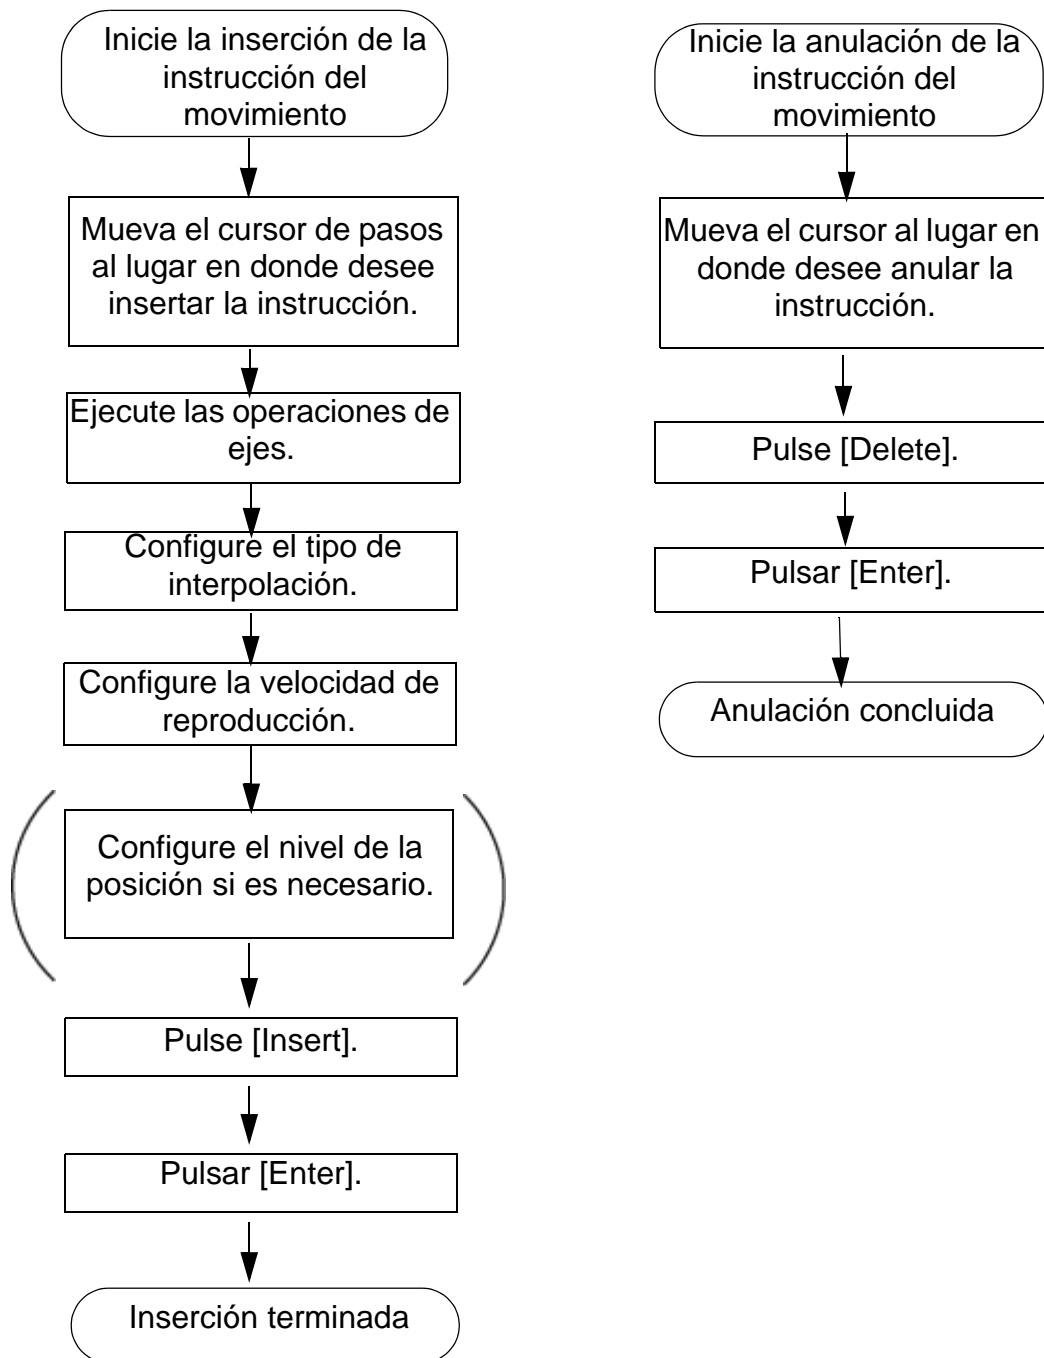 Inicie la inserción de la
instrucción del
movimiento
Mueva el cursor de pasos
al lugar en donde desee
insertar la instrucción.
Ejecute las operaciones de
ejes.
Configure el tipo de
interpolación.
Configure la velocidad de
reproducción.
Configure el nivel de la
posición si es necesario.
Pulse [Insert].
Pulsar [Enter].
Inserción terminada
Inicie la anulación de la
instrucción del
movimiento
Mueva el cursor al lugar en
donde desee anular la
instrucción.
Pulse [Delete].
Pulsar [Enter].
Anulación concluida